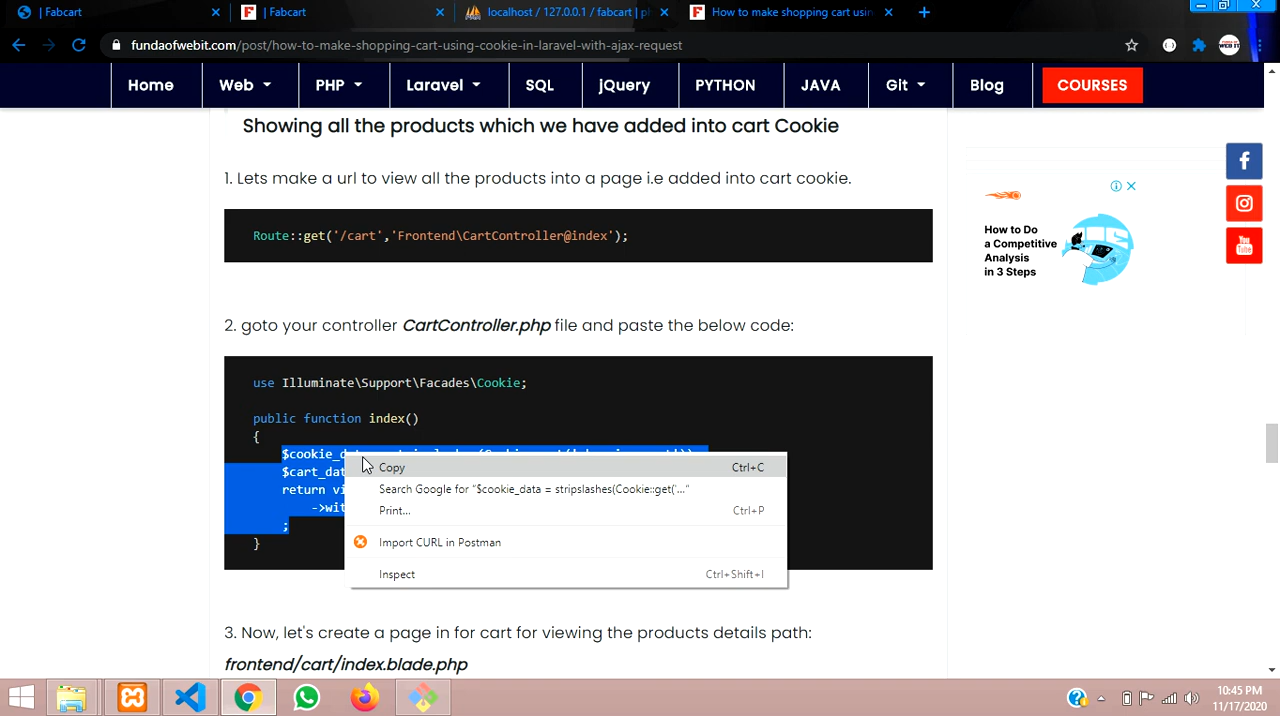 Fabcart
| Fabcart
localhost / 127.0.0.1 / fabcart | ph
How to make shopping cart usin
fundaofwebit.com/post/how-to-make-shopping-cart-using-cookie-in-laravel-with-ajax-request
Home Web PHP Laravel SQL jQuery PYTHON JAVA Git Blog COURSES
Showing all the products which we have added into cart Cookie
1. Lets make a url to view all the products into a page i.e added into cart cookie.
Route::get('/cart','Frontend\CartController@index');
How to Do
a Competitive
Analysis
in 3 Steps
2. goto your controller CartController.php file and paste the below code:
use Illuminate\Support\Facades\Cookie;
public function index()
{
$cookie_d
$cart_dat
return vi
->wit
;
}
Copy Ctrl+C
Search Google for "$cookie_data = stripslashes(Cookie::get('..."
Print... Ctrl+P
Import CURL in Postman
Inspect Ctrl+Shift+I
3. Now, let's create a page in for cart for viewing the products details path:
frontend/cart/index.blade.php
You
Tube
10:45 PM
11/17/2020